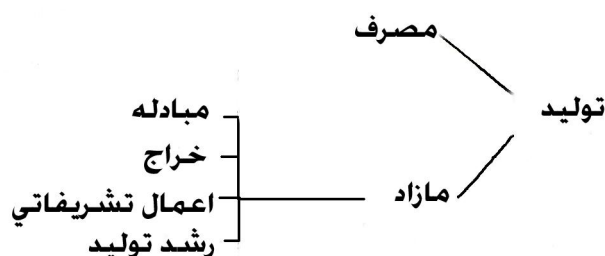 مصرف
تولید
مازاد
مبادله
خراج
اعمال تشریفاتي
رشد تولید